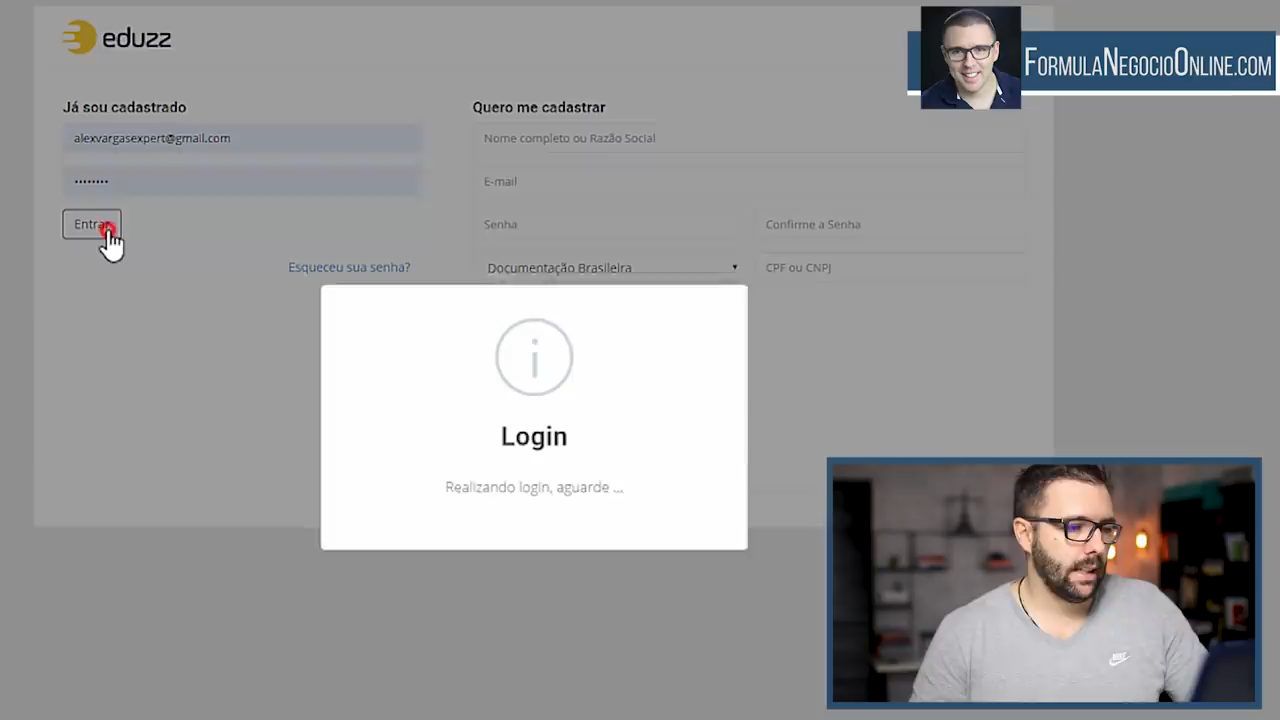 eduzz
FORMULANEGOCIOONLINE.COM
Já sou cadastrado
alexvargasexpert@gmail.com
••••••••
Entra
Esqueceu sua senha?
Quero me cadastrar
Nome completo ou Razão Social
E-mail
Senha
Confirme a Senha
Documentação Brasileira
CPF ou CNPJ
Login
Realizando login, aguarde ...